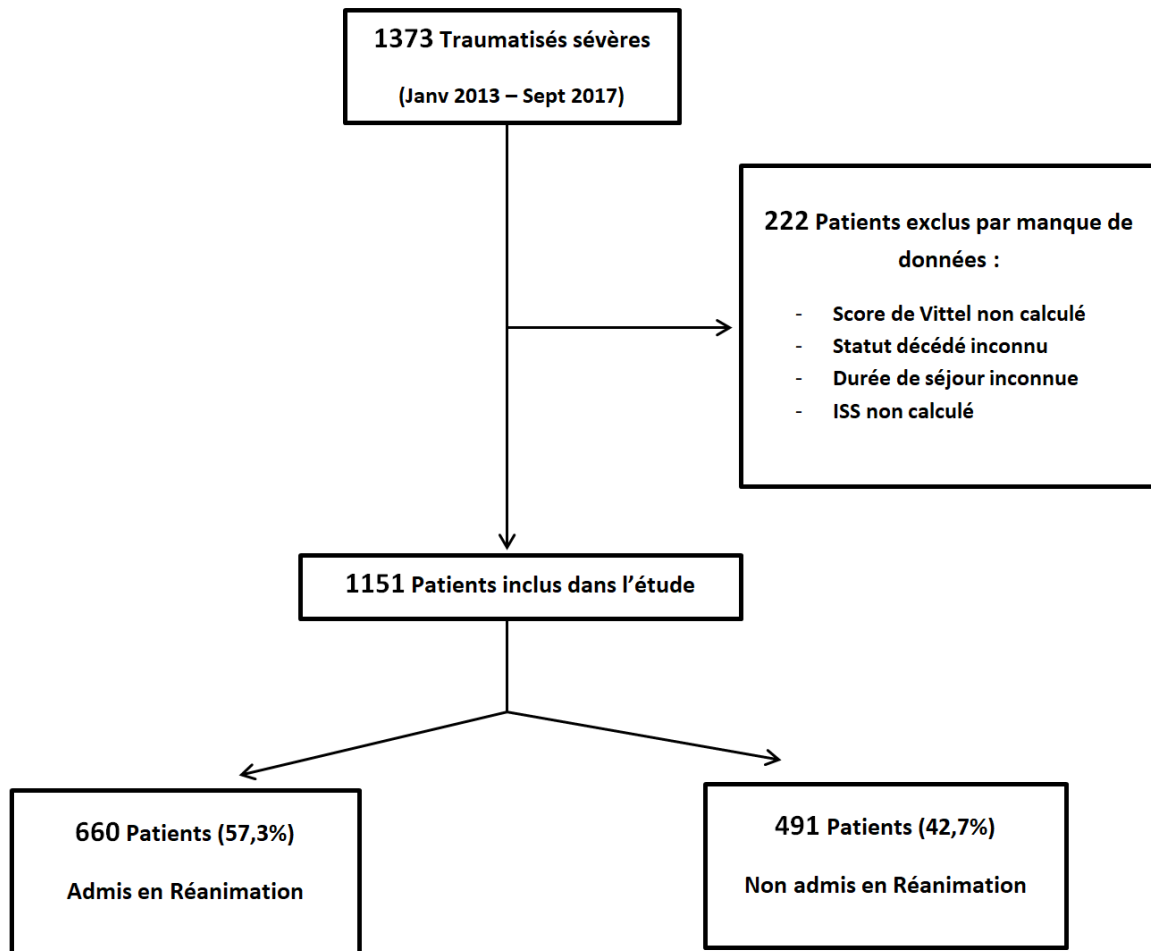 1373 Traumatisés sévères
(Janv 2013 – Sept 2017)
222 Patients exclus par manque de
données :
- Score de Vittel non calculé
- Statut décédé inconnu
- Durée de séjour inconnue
- ISS non calculé
1151 Patients inclus dans l’étude
660 Patients (57,3%)
Admis en Réanimation
491 Patients (42,7%)
Non admis en Réanimation